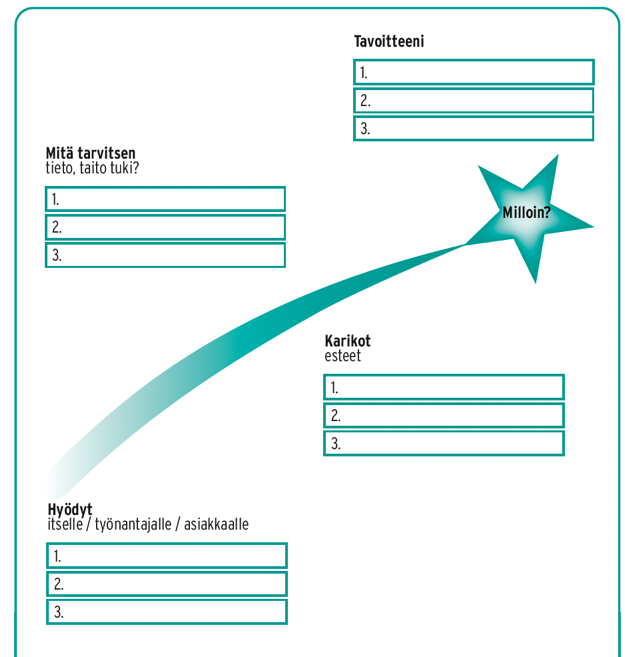 Tavoitteeni
1.
2.
3.
Mitä tarvitsen
tieto, taito tuki?
1.
2.
3.
Milloin?
Karikot
esteet
1.
2.
3.
Hyödyt
itselle / työnantajalle / asiakkaalle
1.
2.
3.